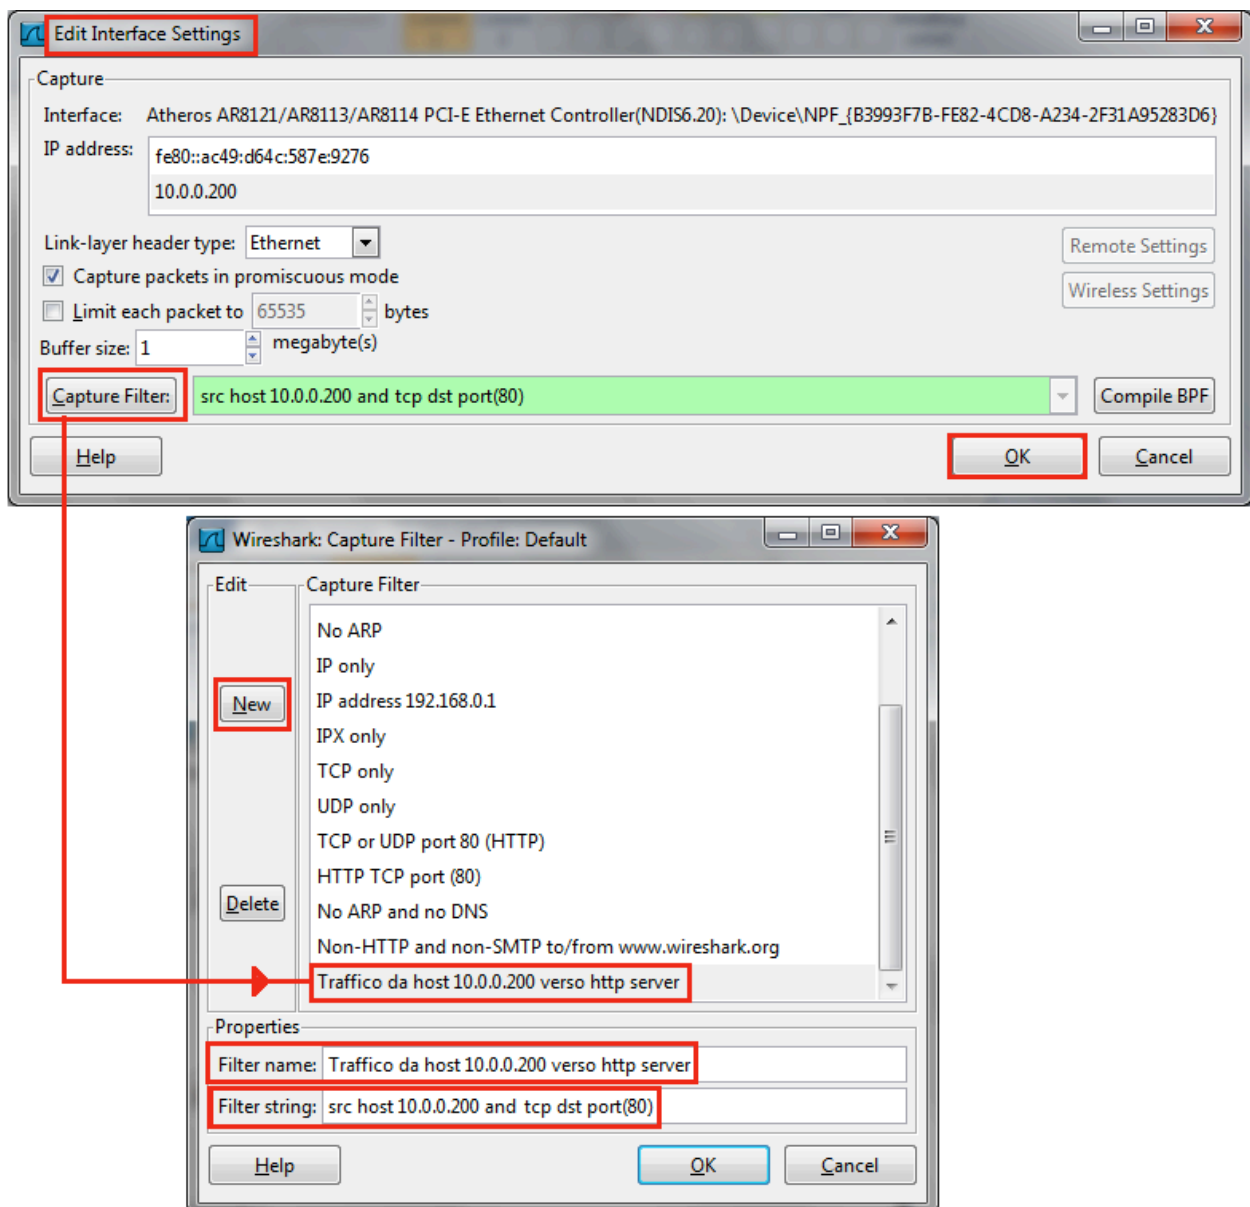 Edit Interface Settings
Capture
Interface: Atheros AR8121/AR8113/AR8114 PCI-E Ethernet Controller(NDIS6.20): \Device\NPF_{B3993F7B-FE82-4CD8-A234-2F31A95283D6}
IP address: fe80::ac49:d64c:587e:9276
10.0.0.200
Link-layer header type: Ethernet
Remote Settings
Capture packets in promiscuous mode
Wireless Settings
Limit each packet to 65535 bytes
Buffer size: 1 megabyte(s)
Capture Filter: src host 10.0.0.200 and tcp dst port(80) Compile BPF
Help OK Cancel
Wireshark: Capture Filter - Profile: Default
Edit Capture Filter
No ARP
IP only
New IP address 192.168.0.1
IPX only
TCP only
UDP only
TCP or UDP port 80 (HTTP)
HTTP TCP port (80)
Delete No ARP and no DNS
Non-HTTP and non-SMTP to/from www.wireshark.org
Traffico da host 10.0.0.200 verso http server
Properties
Filter name: Traffico da host 10.0.0.200 verso http server
Filter string: src host 10.0.0.200 and tcp dst port(80)
Help OK Cancel